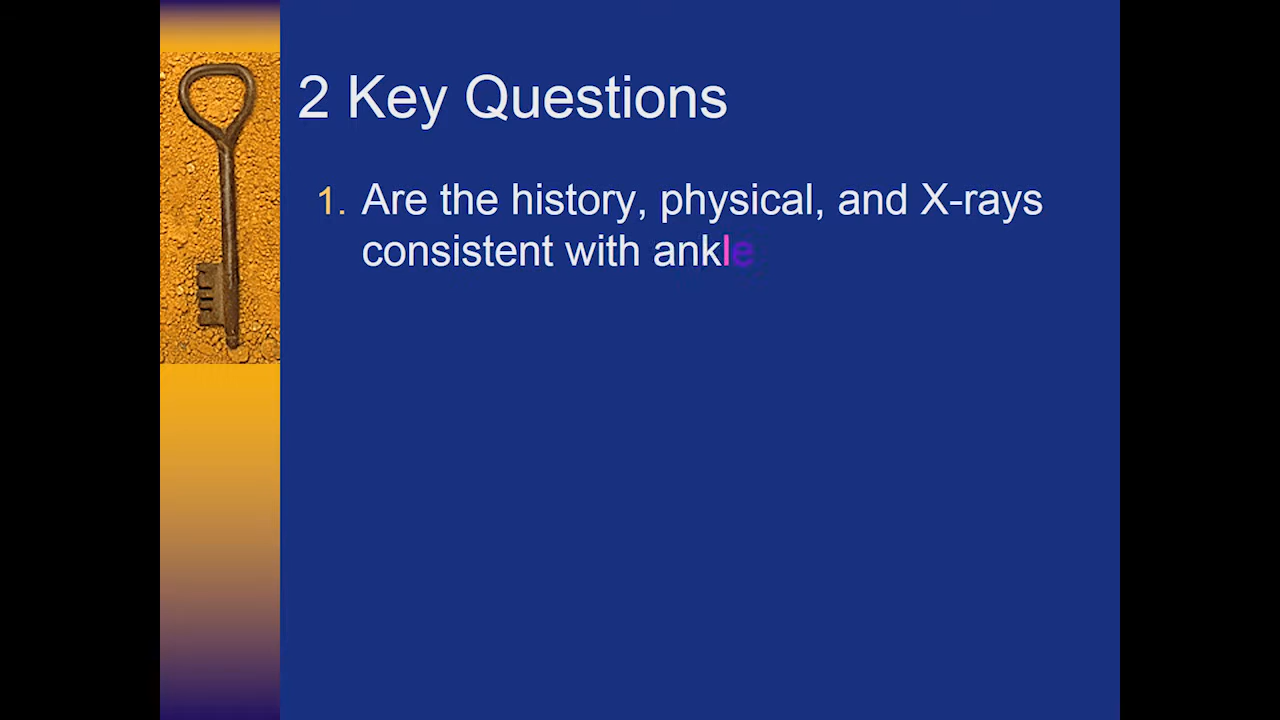 2 Key Questions
1. Are the history, physical, and X-rays
consistent with ankle